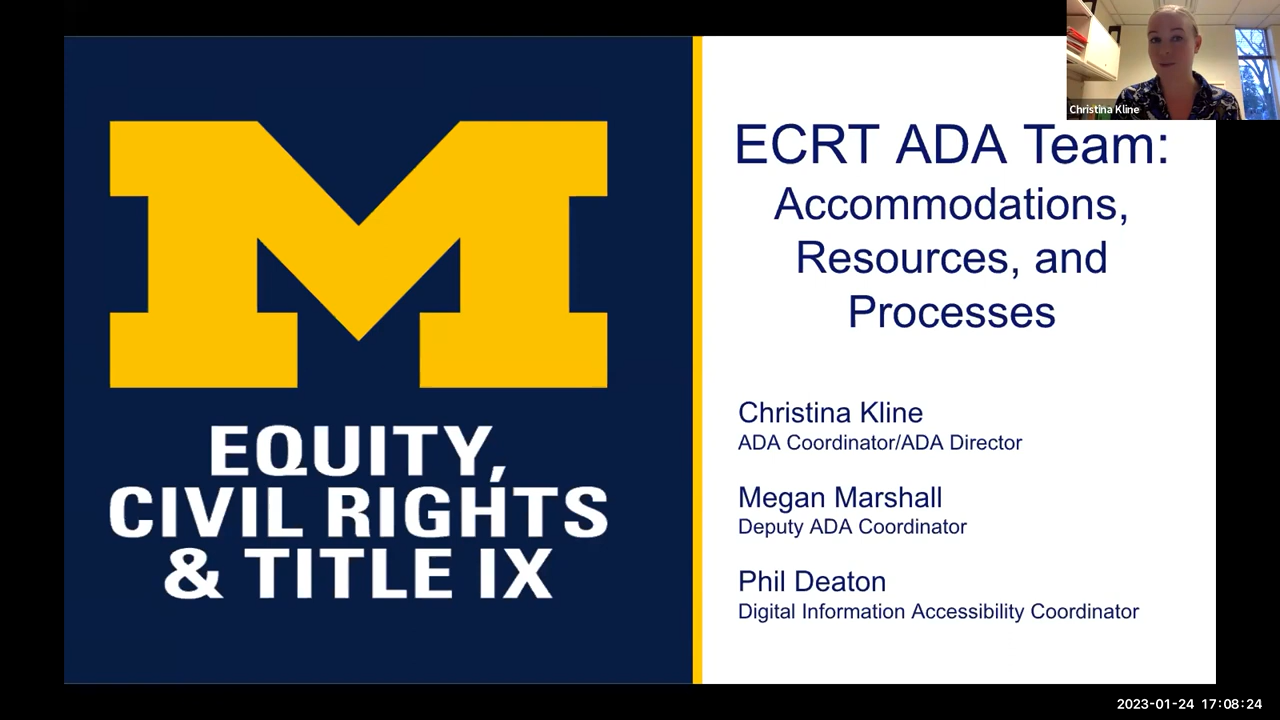 M
EQUITY,
CIVIL RIGHTS
& TITLE IX
ECRT ADA Team:
Accommodations,
Resources, and
Processes
Christina Kline
ADA Coordinator/ADA Director
Megan Marshall
Deputy ADA Coordinator
Phil Deaton
Digital Information Accessibility Coordinator
Christina Kline
2023-01-24 17:08:24